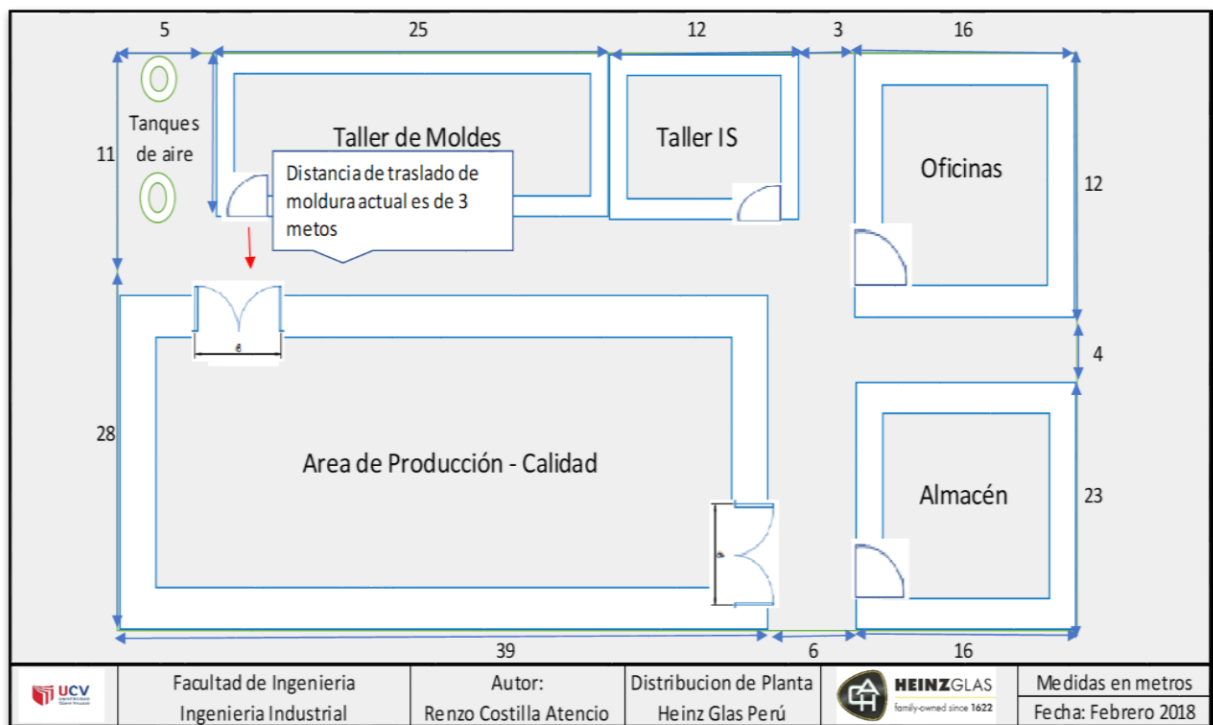 5
25
12
3
16
Tanques
de aire
11
Taller de Moldes
Taller IS
Oficinas
12
Distancia de traslado de
moldura actual es de 3
metos
4
28
Area de Producción - Calidad
Almacén
23
39
6
16
UCV
Facultad de Ingenieria
Ingenieria Industrial
Autor:
Renzo Costilla Atencio
Distribucion de Planta
Heinz Glas Perú
HEINZGLAS
family-owned since 1622
Medidas en metros
Fecha: Febrero 2018